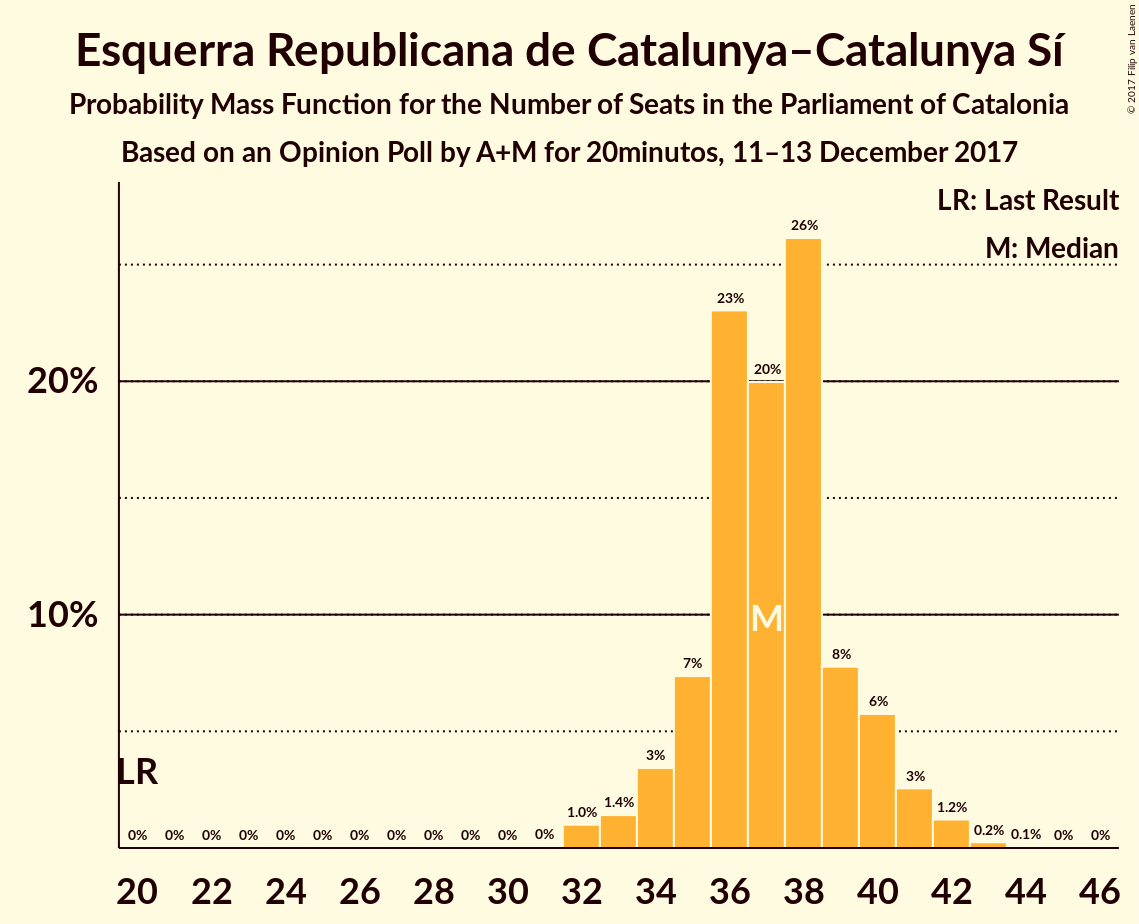 Esquerra Republicana de Catalunya–Catalunya Sí
Probability Mass Function for the Number of Seats in the Parliament of Catalonia
Based on an Opinion Poll by A+M for 20minutos, 11–13 December 2017
© 2017 Filip van Laenen
LR: Last Result
M: Median
26%
23%
20%
20%
10%
M
8%
7%
6%
3%
3%
LR
1.0% 1.4% 1.2% 0.2% 0.1%
0% 0% 0% 0% 0% 0% 0% 0% 0% 0% 0% 0% 0% 0%
20 22 24 26 28 30 32 34 36 38 40 42 44 46